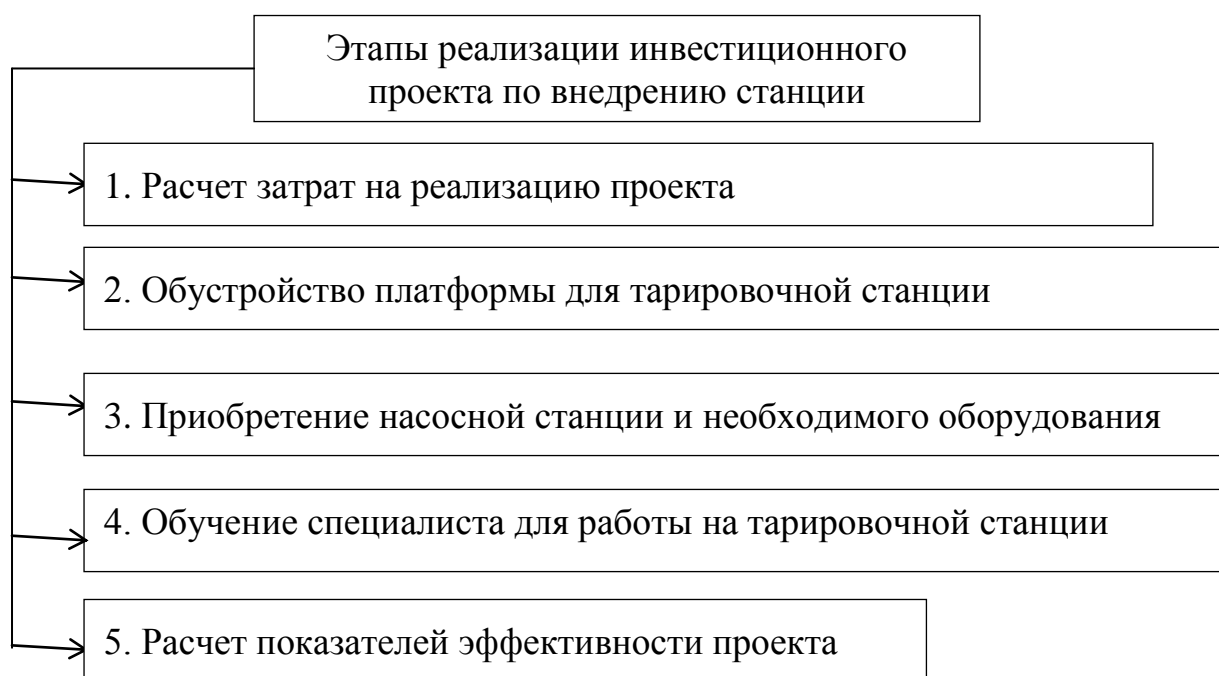 Этапы реализации инвестиционного
проекта по внедрению станции
1. Расчет затрат на реализацию проекта
2. Обустройство платформы для тарировочной станции
3. Приобретение насосной станции и необходимого оборудования
4. Обучение специалиста для работы на тарировочной станции
5. Расчет показателей эффективности проекта